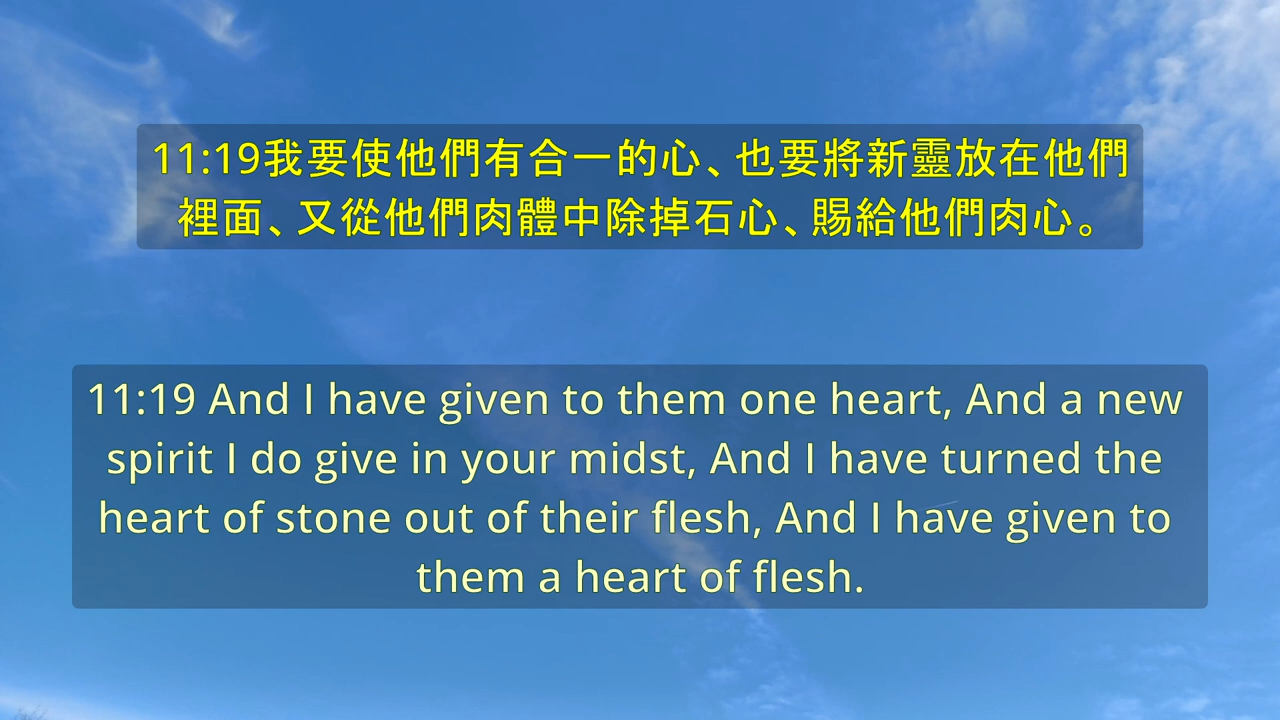 11:19我要使他們有合一的心、也要將新靈放在他們
裡面、又從他們肉體中除掉石心、賜給他們肉心。
11:19 And I have given to them one heart, And a new
spirit I do give in your midst, And I have turned the
heart of stone out of their flesh, And I have given to
them a heart of flesh.